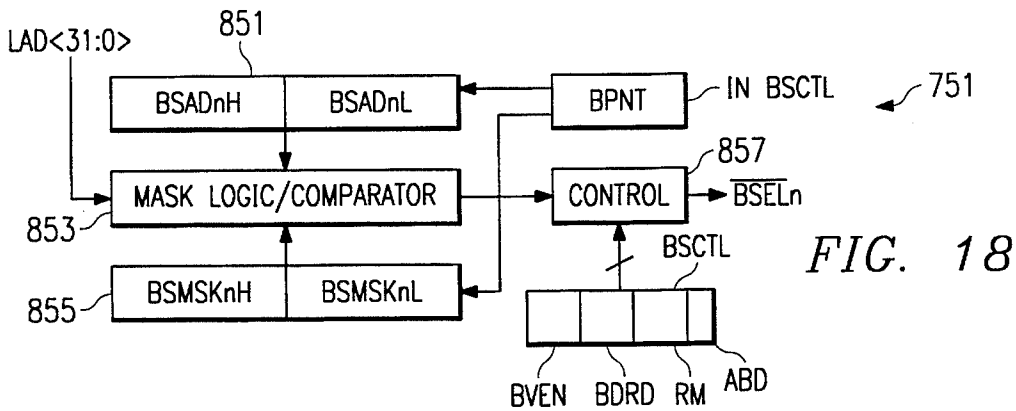 851
LAD<31:0>
BSADnH
BSADnL
BPNT
IN BSCTL
751
857
MASK LOGIC/COMPARATOR
CONTROL
BSELn
853
BSCTL
FIG. 18
BSMSKnH
BSMSKnL
855
BVEN
BDRD
RM
ABD